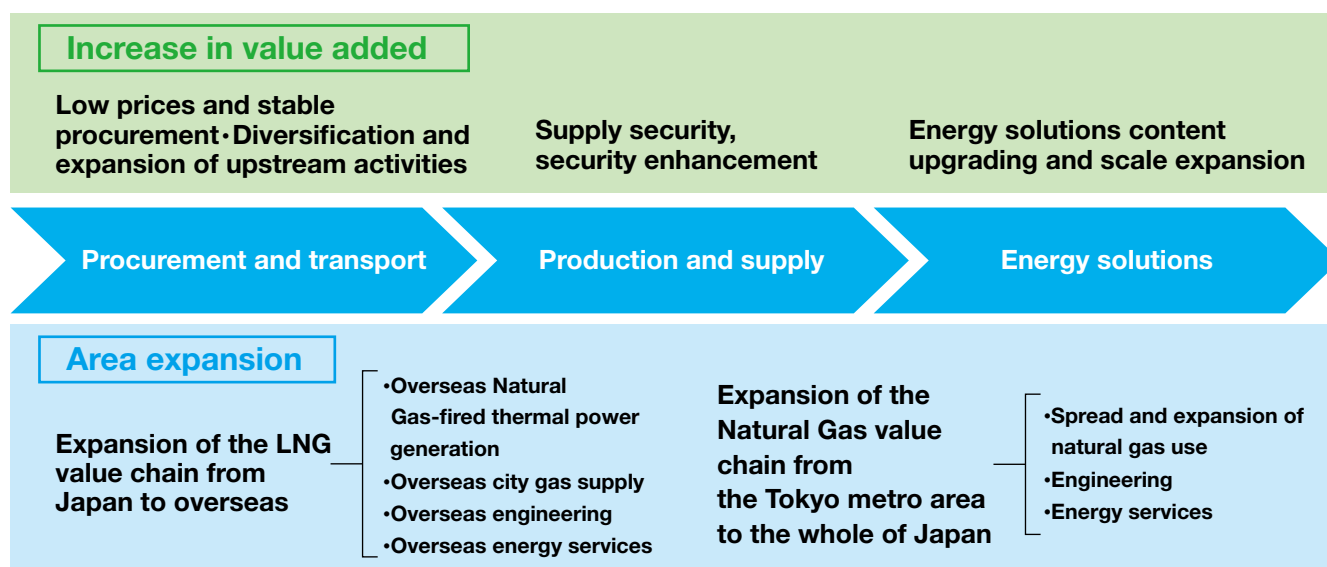 Increase in value added
Low prices and stable
procurement・Diversification and
expansion of upstream activities
Supply security,
security enhancement
Energy solutions content
upgrading and scale expansion
Procurement and transport
Production and supply
Energy solutions
Area expansion
Expansion of the LNG
value chain from
Japan to overseas
・Overseas Natural
Gas-fired thermal power
generation
・Overseas city gas supply
・Overseas engineering
・Overseas energy services
Expansion of the
Natural Gas value
chain from
the Tokyo metro area
to the whole of Japan
・Spread and expansion of
natural gas use
・Engineering
・Energy services